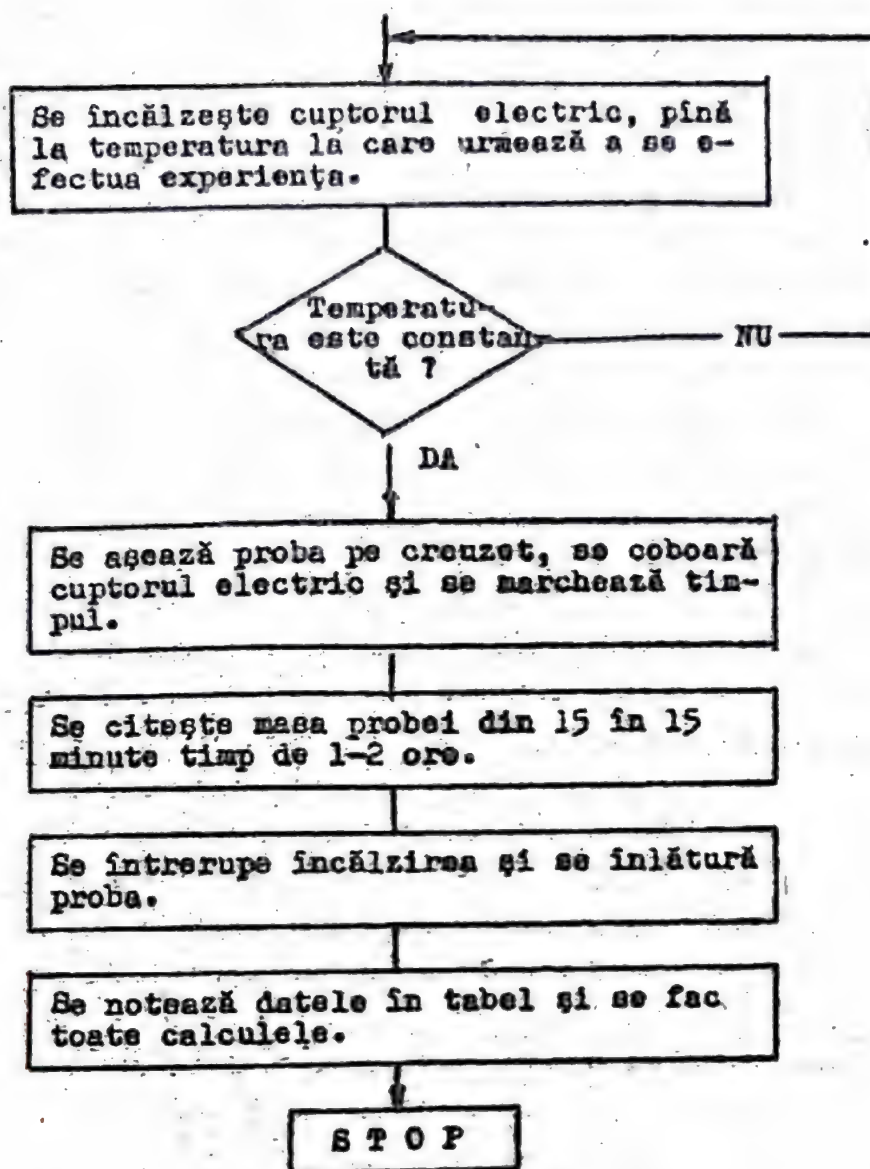 Se încălzește cuptorul electric, pînă
la temperatura la care urmează a se e-
fectua experiența.
Temperatu-
ra este constan
tă ?
NU
DA
Se așează proba pe creuzet, se coboară
cuptorul electric și se marchează tim-
pul.
Se citește masa probei din 15 în 15
minute timp de 1-2 ore.
Se întrerupe încălzirea și se înlătură
proba.
Se notează datele în tabel și se fac
toate calculele.
S T O P